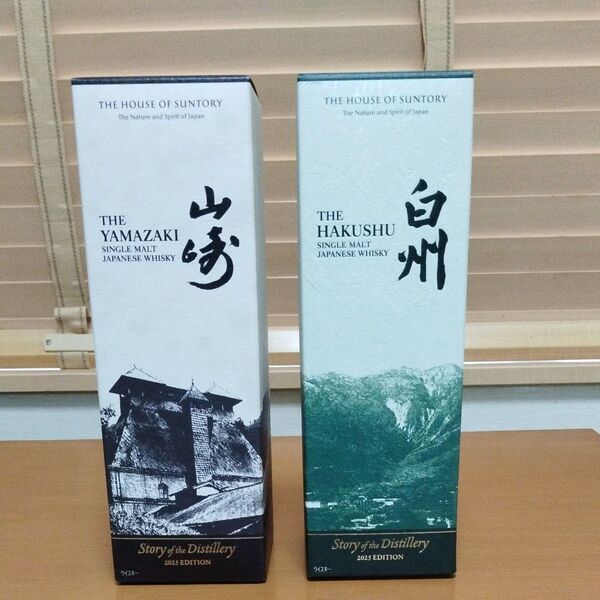 THE HOUSE OF SUNTORY
The Nature and Spirit of Japan
THE
YAMAZAKI
SINGLE MALT
JAPANESE WHISKY
山崎
Story of the Distillery
2025 EDITION
ウイスキー
THE HOUSE OF SUNTORY
The Nature and Spirit of Japan
THE
HAKUSHU
SINGLE MALT
JAPANESE WHISKY
白州
Story of the Distillery
2025 EDITION
ウイスキー